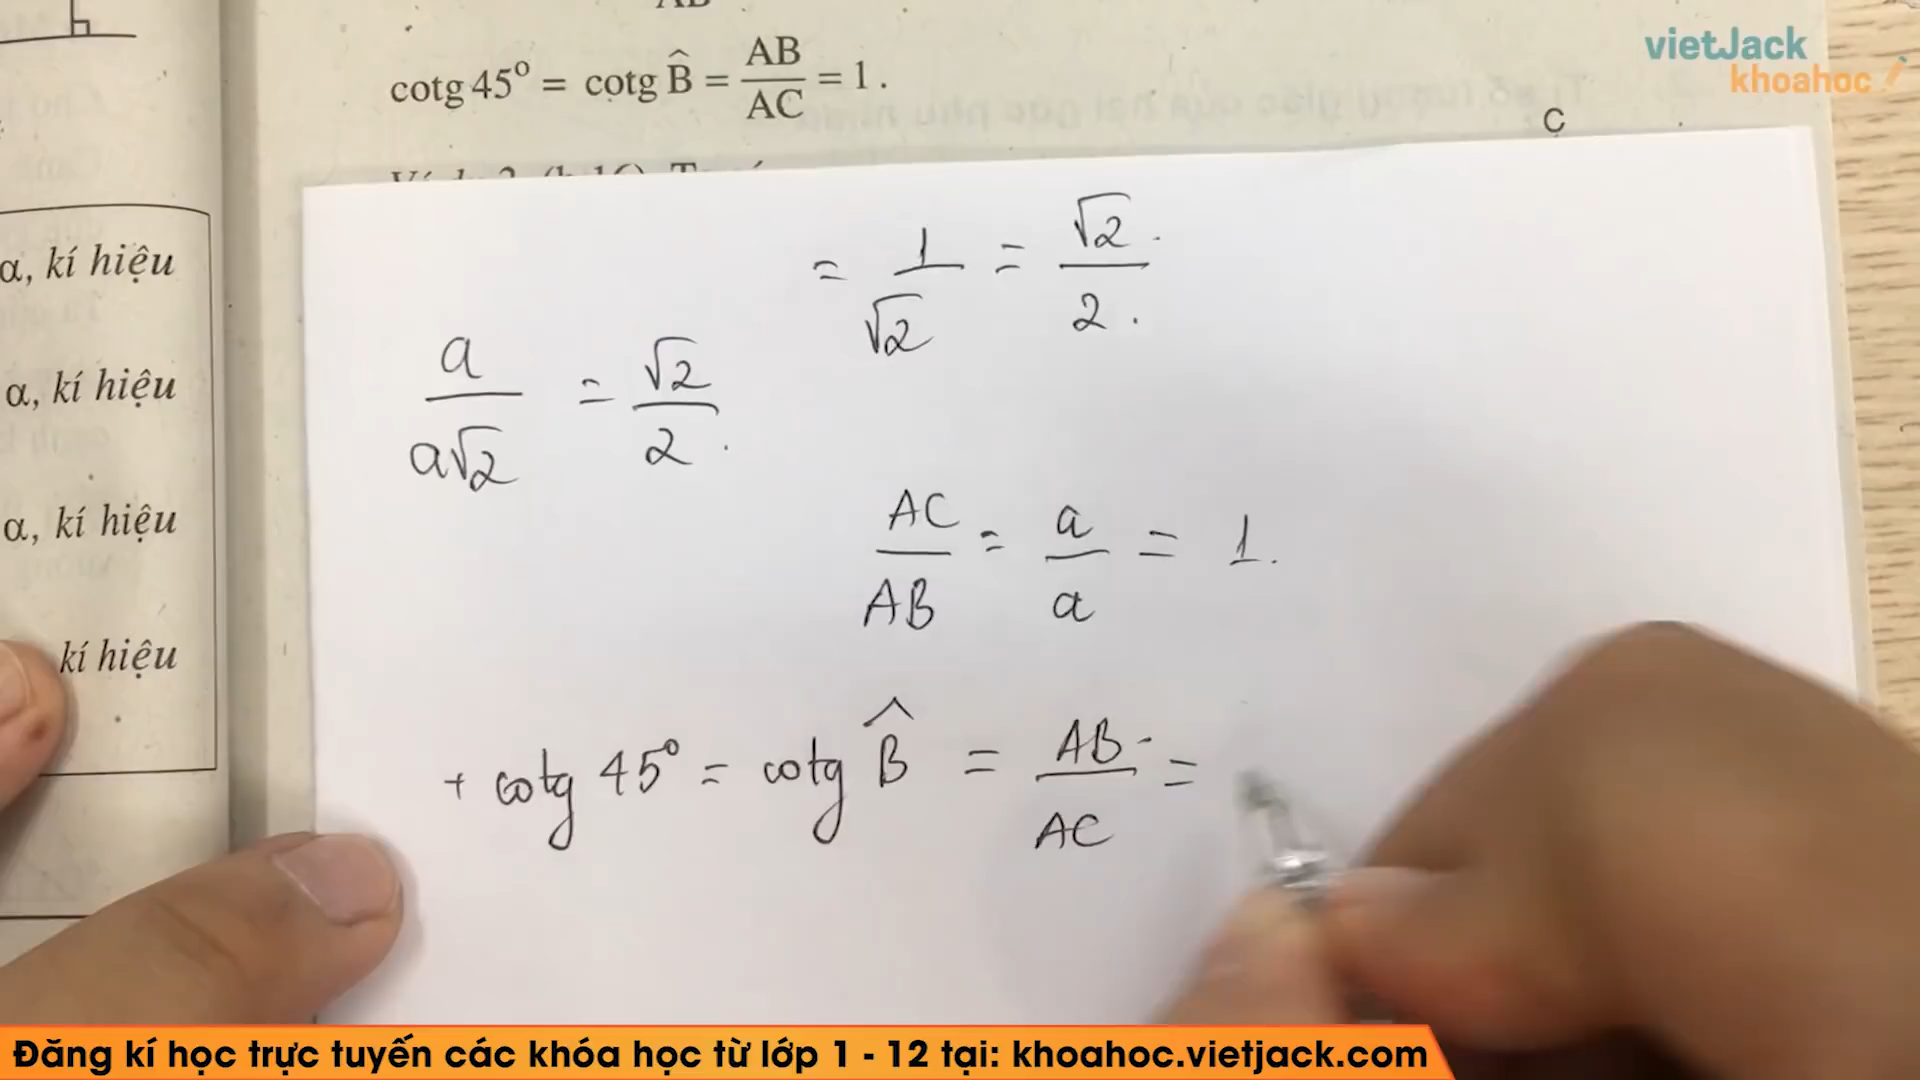 cotg 45° = cotg B̂ = AB/AC = 1.
C
α, kí hiệu
α, kí hiệu
α, kí hiệu
kí hiệu
= 1/√2 = √2/2.
a/a√2 = √2/2.
AC/AB = a/a = 1.
+ cotg 45° = cotg B̂ = AB/AC =
vietJack
khoahoc
Đăng kí học trực tuyến các khóa học từ lớp 1 - 12 tại: khoahoc.vietjack.com